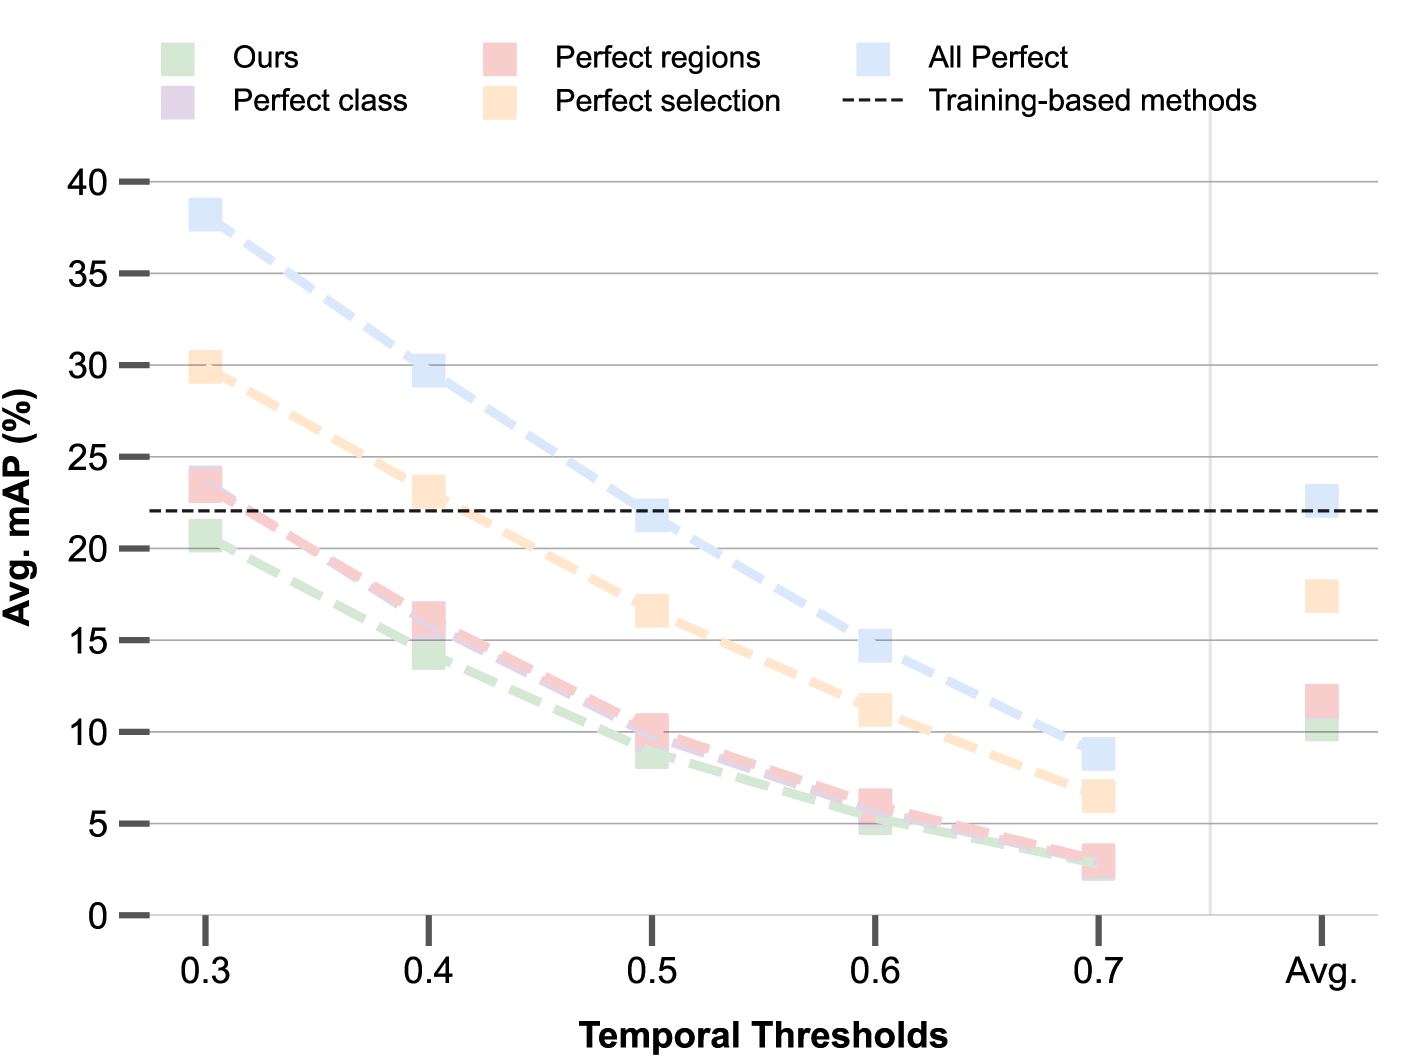 Ours
Perfect regions
All Perfect
Perfect class
Perfect selection
Training-based methods
40
35
30
25
20
15
10
5
0
Avg. mAP (%)
0.3 0.4 0.5 0.6 0.7 Avg.
Temporal Thresholds